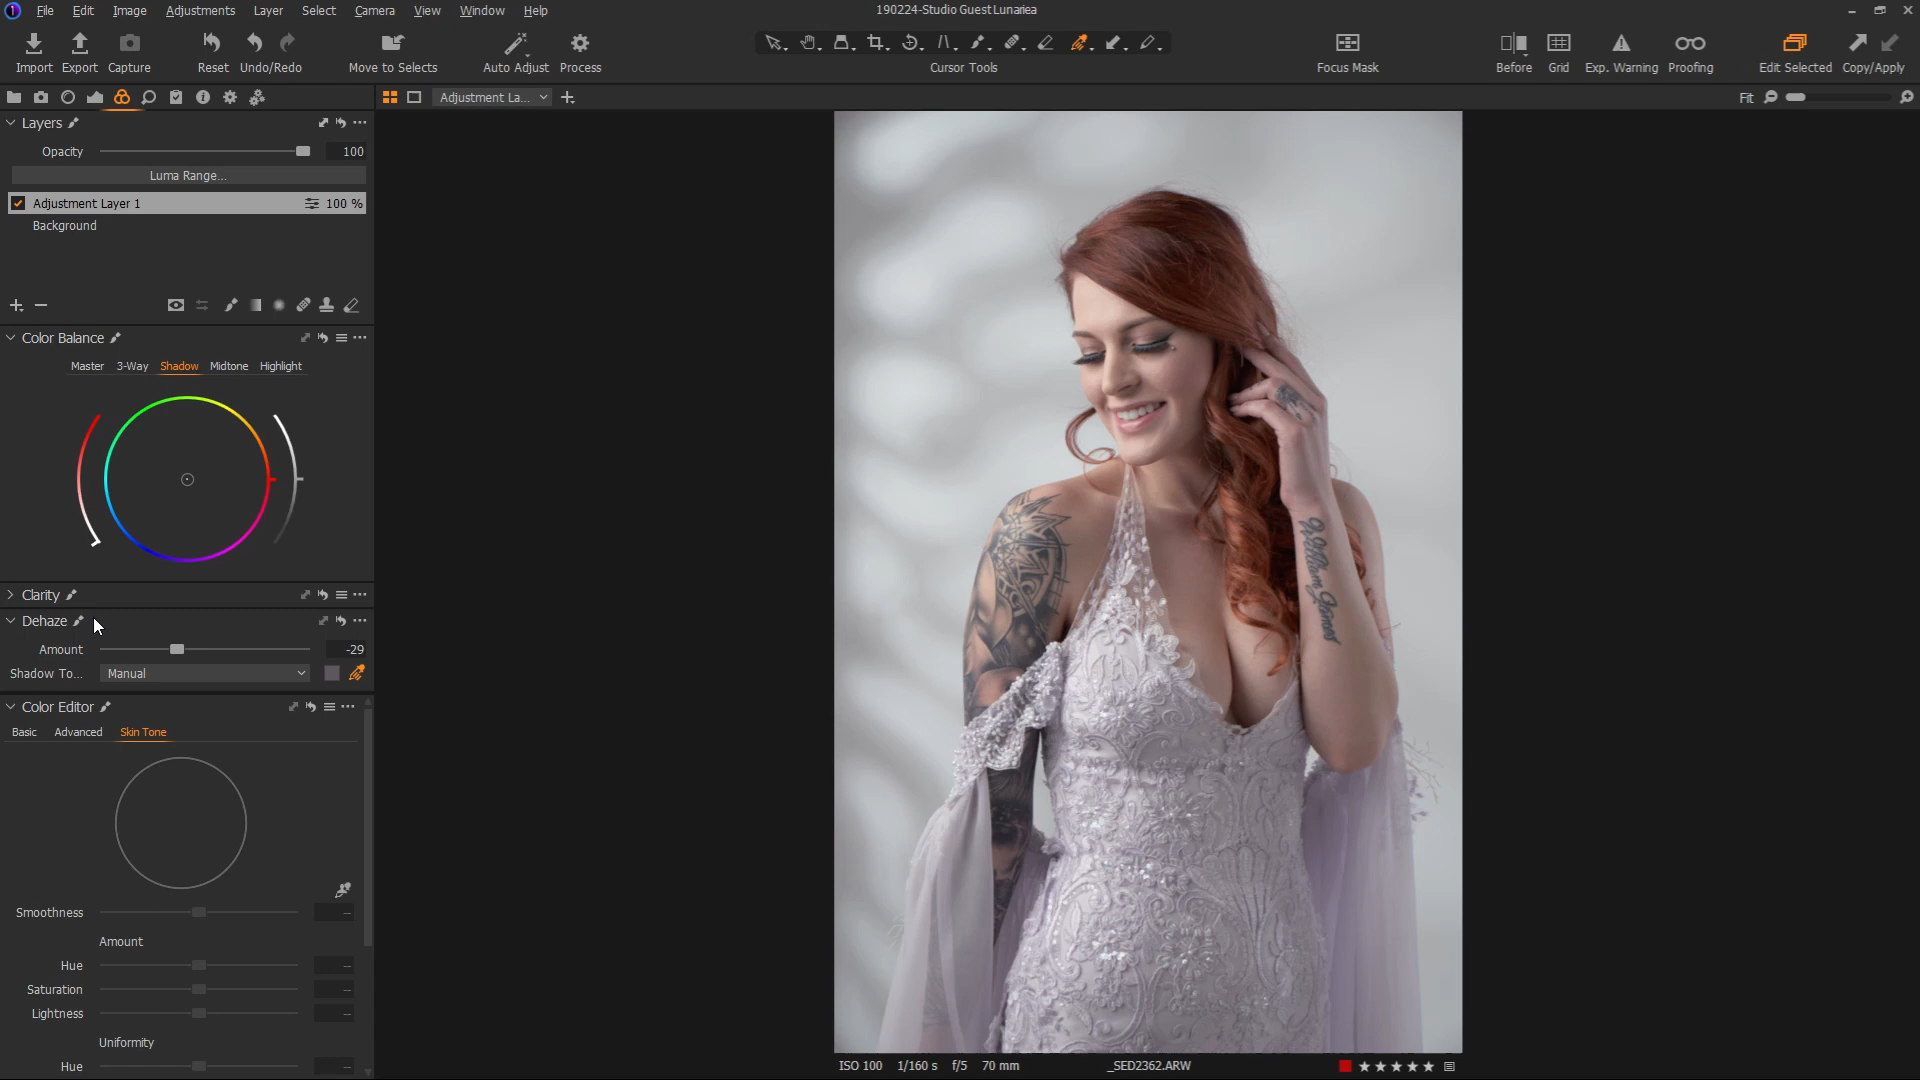 File Edit Image Adjustments Layer Select Camera View Window Help
190224-Studio Guest Lunariea
Import Export Capture Reset Undo/Redo Move to Selects Auto Adjust Process Cursor Tools Focus Mask Before Grid Exp. Warning Proofing Edit Selected Copy/Apply
Adjustment La...
Fit
Layers
Opacity 100
Luma Range...
Adjustment Layer 1 100 %
Background
Color Balance
Master 3-Way Shadow Midtone Highlight
Clarity
Dehaze
Amount -29
Shadow To... Manual
Color Editor
Basic Advanced Skin Tone
Smoothness --
Amount
Hue --
Saturation --
Lightness --
Uniformity
Hue --
William James
ISO 100 1/160 s f/5 70 mm _SED2362.ARW